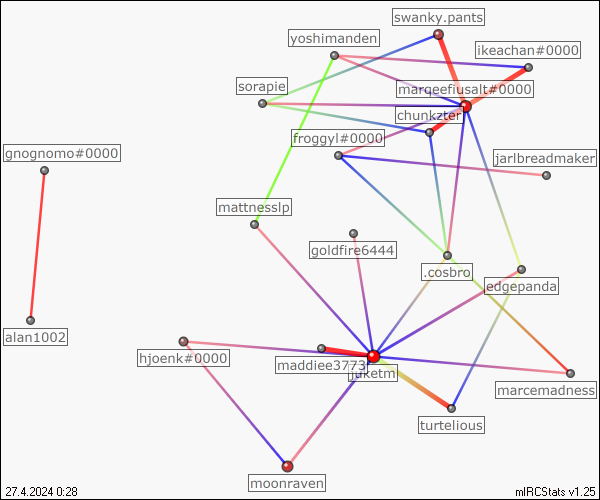 swanky.pants
yoshimanden
ikeachan#0000
sorapie
marqeefiusalt#0000
chunkzter
froggyl#0000
gnognomo#0000
jarlbreadmaker
mattnesslp
goldfire6444
.cosbro
edgepanda
alan1002
hjoenk#0000
maddiee3773
juketml
marcemadness
turtelious
moonraven
27.4.2024 0:28
mIRCStats v1.25